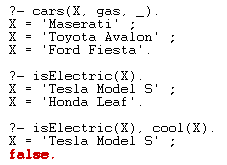 ?- cars(X, gas, _).
X = 'Maserati' ;
X = 'Toyota Avalon' ;
X = 'Ford Fiesta'.
?- isElectric(X).
X = 'Tesla Model S' ;
X = 'Honda Leaf'.
?- isElectric(X), cool(X).
X = 'Tesla Model S' ;
false.